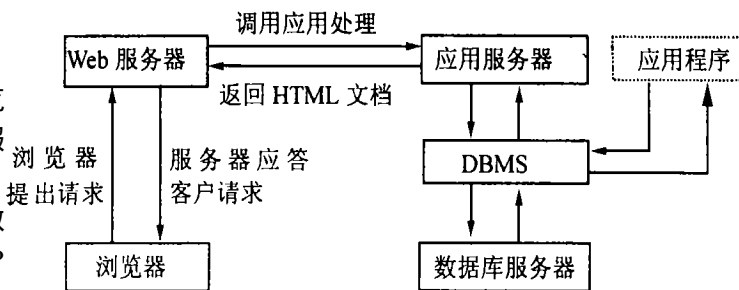 调用应用处理
Web 服务器
应用服务器
应用程序
返回 HTML 文档
浏览器
提出请求
服务器应答
客户请求
DBMS
浏览器
数据库服务器